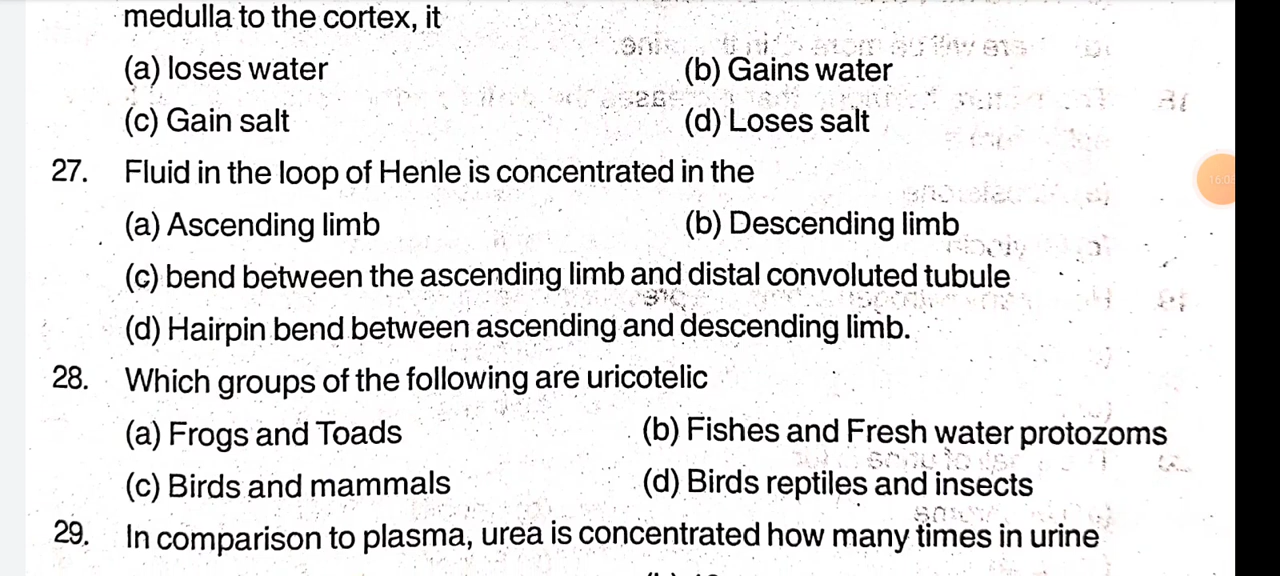 medulla to the cortex, it
(a) loses water (b) Gains water
(c) Gain salt (d) Loses salt
27. Fluid in the loop of Henle is concentrated in the
(a) Ascending limb (b) Descending limb
(c) bend between the ascending limb and distal convoluted tubule
(d) Hairpin bend between ascending and descending limb.
28. Which groups of the following are uricotelic
(a) Frogs and Toads (b) Fishes and Fresh water protozoms
(c) Birds and mammals (d) Birds reptiles and insects
29. In comparison to plasma, urea is concentrated how many times in urine